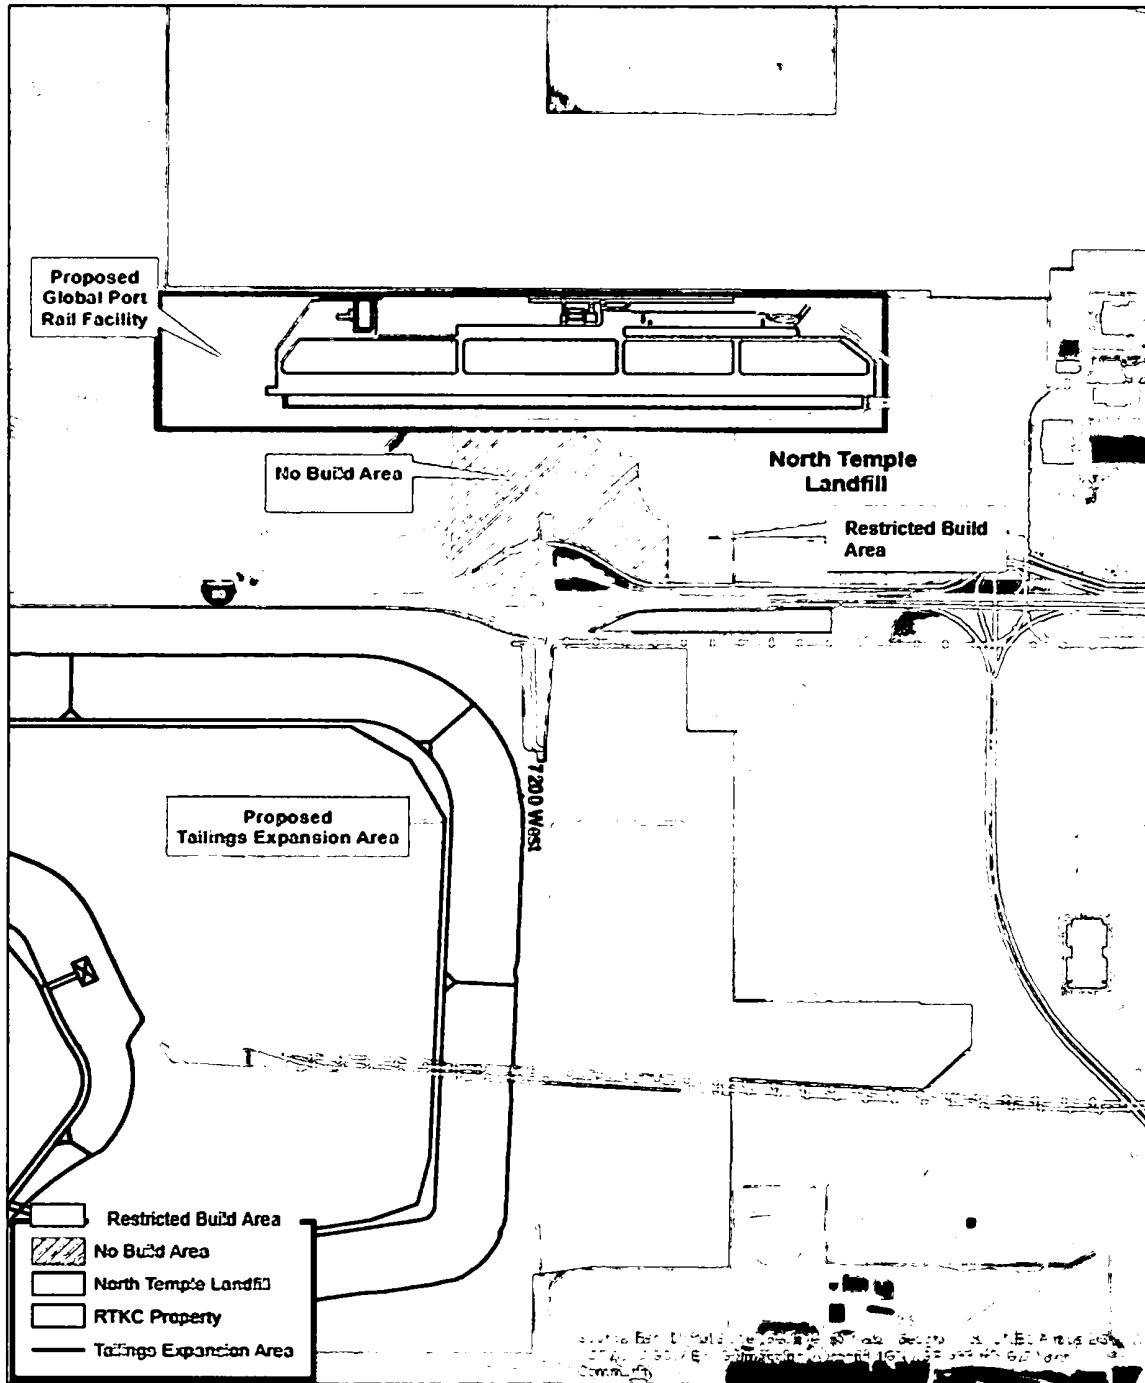 Proposed
Global Port
Rail Facility
No Build Area
North Temple
Landfill
Restricted Build
Area
Proposed
Tailings Expansion Area
7200 West
Restricted Build Area
No Build Area
North Temple Landfill
RTKC Property
Tailings Expansion Area
Community